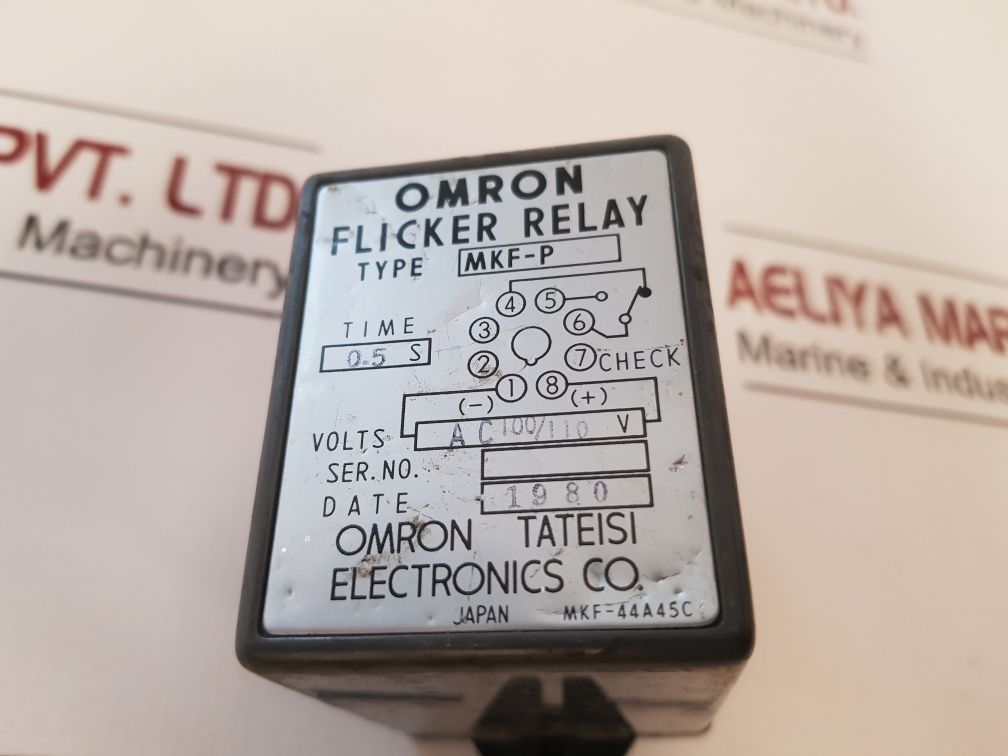 td.
Machinery
PVT. LTD
Machinery
AELIYA MAR
Marine & Indus
OMRON
FLICKER RELAY
TYPE MKF-P
④ ⑤
③ ⑥
TIME
0.5 S
② ⑦ CHECK
① ⑧
(-) (+)
VOLTS AC 100/110 V
SER. NO.
DATE 1980
OMRON TATEISI
ELECTRONICS CO.
JAPAN MKF-44A45C